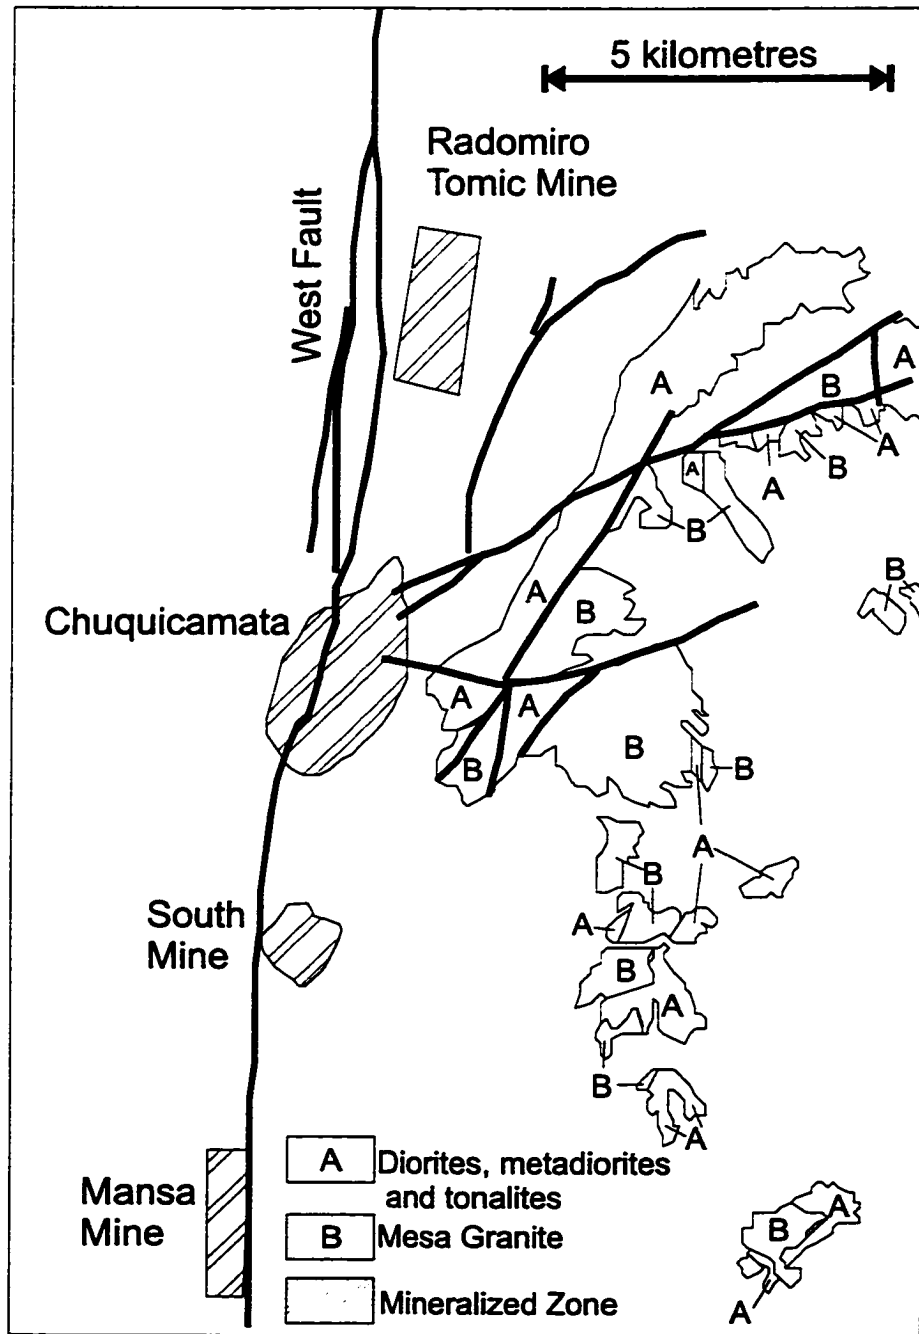 5 kilometres
Radomiro
Tomic Mine
West Fault
A
A
B
A
A
B
A
A
B
B
A
B
Chuquicamata
A
A
B
B
B
A
B
South
Mine
A
B
A
B
A
Mansa
Mine
A Diorites, metadiorites
and tonalites
B Mesa Granite
Mineralized Zone
A
B
A